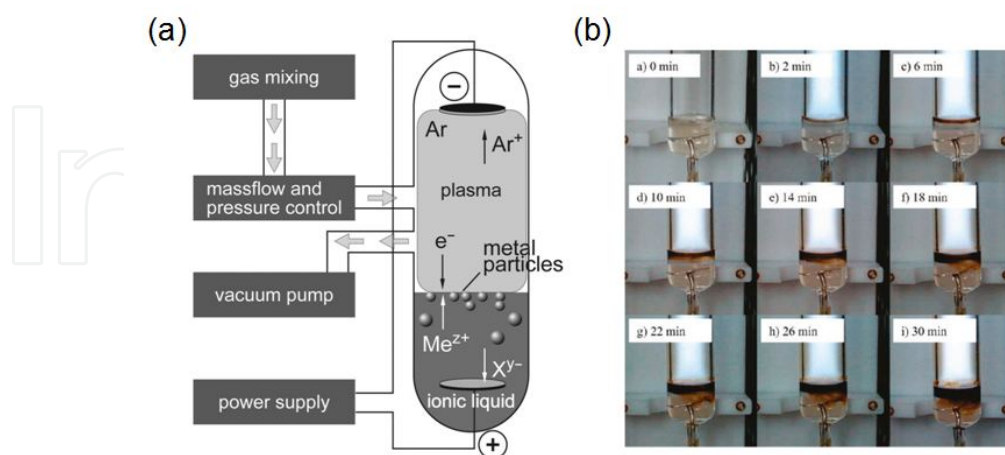 (a)
gas mixing
massflow and
pressure control
vacuum pump
power supply
−
Ar
Ar+
plasma
e−
metal
particles
Mez+
Xy−
ionic liquid
+
(b)
a) 0 min
b) 2 min
c) 6 min
d) 10 min
e) 14 min
f) 18 min
g) 22 min
h) 26 min
i) 30 min